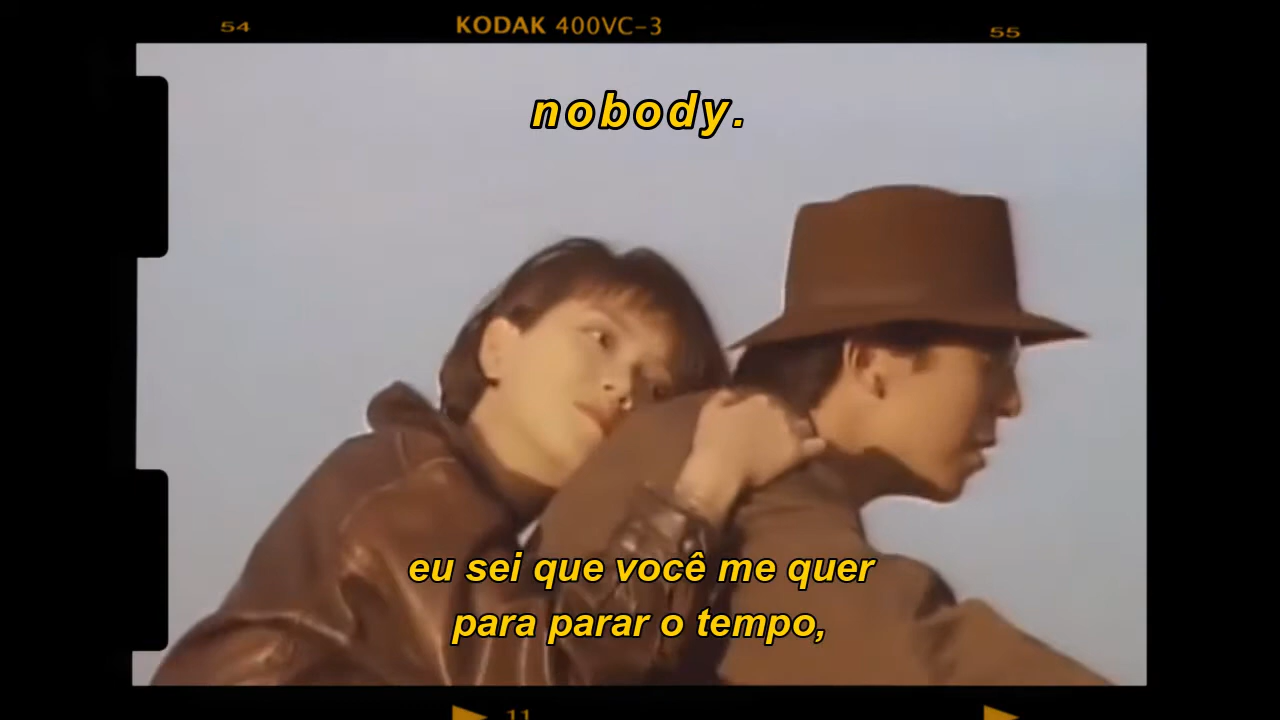 54 KODAK 400VC-3 55
nobody.
eu sei que você me quer
para parar o tempo,
11